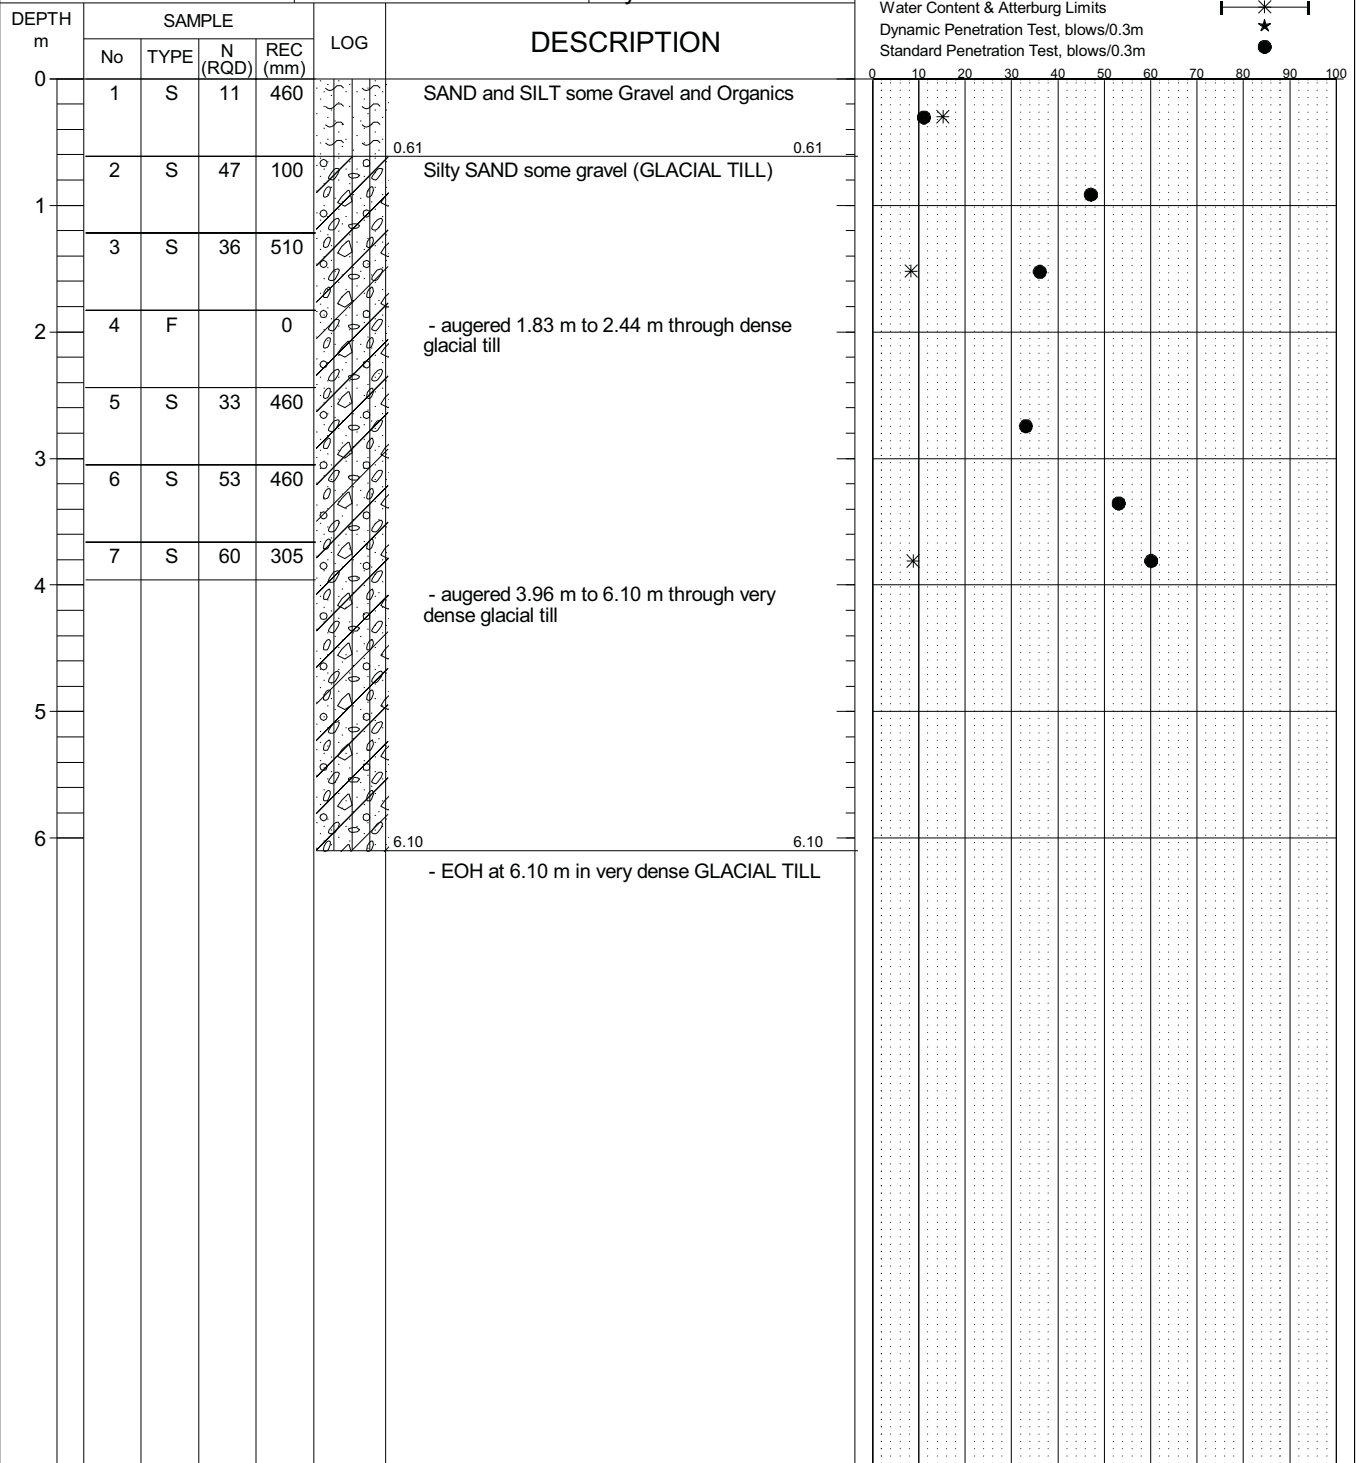 Water Content & Atterburg Limits
Dynamic Penetration Test, blows/0.3m
Standard Penetration Test, blows/0.3m
DEPTH
m
SAMPLE
No TYPE N (RQD) REC (mm)
LOG
DESCRIPTION
0 10 20 30 40 50 60 70 80 90 100
0
1 S 11 460 SAND and SILT some Gravel and Organics
0.61 0.61
2 S 47 100 Silty SAND some gravel (GLACIAL TILL)
1
3 S 36 510
4 F 0 - augered 1.83 m to 2.44 m through dense
2
glacial till
5 S 33 460
3
6 S 53 460
7 S 60 305
4
- augered 3.96 m to 6.10 m through very
dense glacial till
5
6
6.10 6.10
- EOH at 6.10 m in very dense GLACIAL TILL